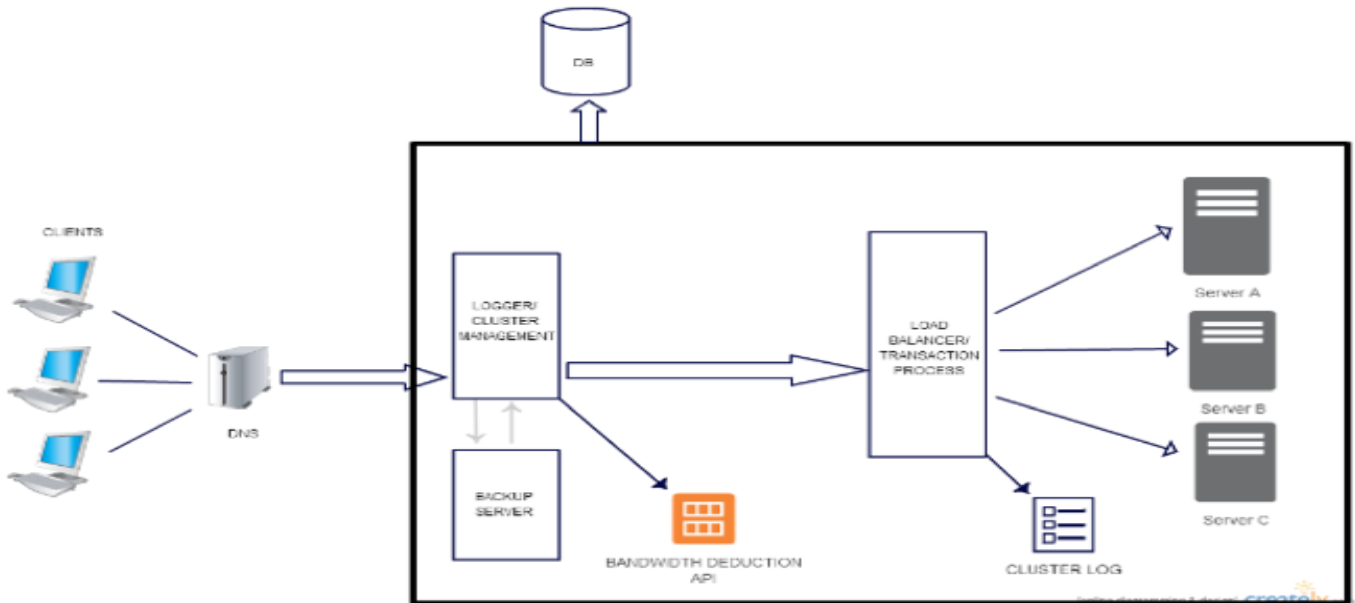 DB
CLIENTS
DNS
LOGGER/
CLUSTER
MANAGEMENT
BACKUP
SERVER
BANDWIDTH DEDUCTION
API
LOAD
BALANCER/
TRANSACTION
PROCESS
CLUSTER LOG
Server A
Server B
Server C
creately